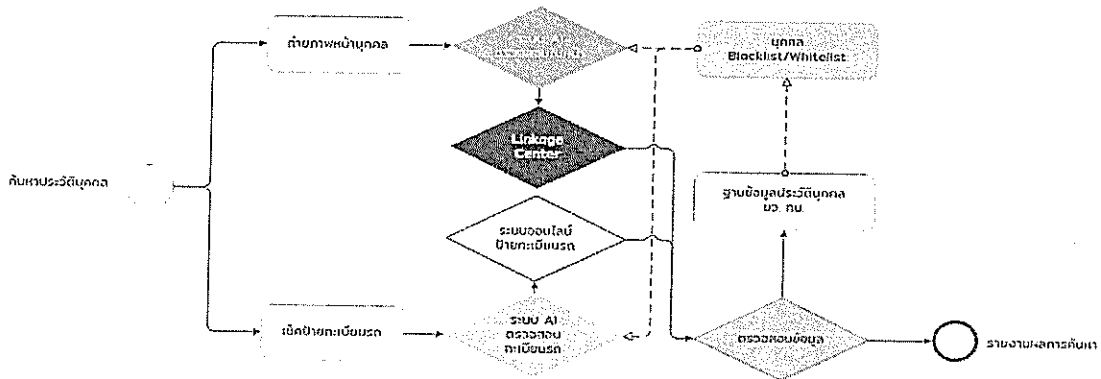 ถ่ายภาพหน้าบุคคล
ระบบ AI
บุคคล
Blacklist/Whitelist
Linkage
Center
ค้นหาประวัติบุคคล
ฐานข้อมูลประวัติบุคคล
ระบบออนไลน์
ป้ายทะเบียนรถ
เช็คป้ายทะเบียนรถ
ระบบ AI
ตรวจสอบ
ทะเบียนรถ
ตรวจสอบข้อมูล
รายงานผลการค้นหา